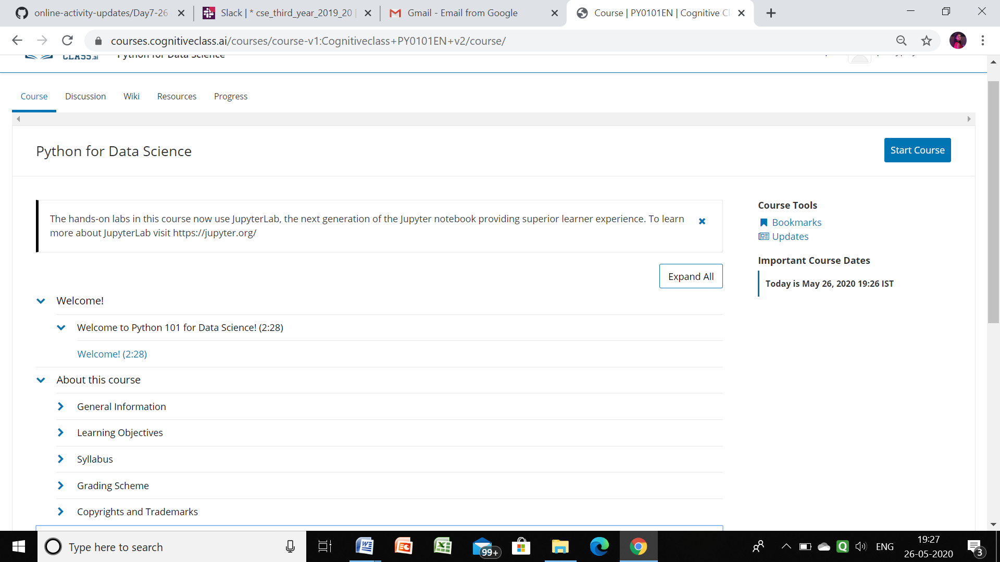 online-activity-updates/Day7-26
Slack | * cse_third_year_2019_20 |
Gmail - Email from Google
Course | PY0101EN | Cognitive Cl
courses.cognitiveclass.ai/courses/course-v1:Cognitiveclass+PY0101EN+v2/course/
CLASS.ai
Python for Data Science
Course
Discussion
Wiki
Resources
Progress
Python for Data Science
Start Course
The hands-on labs in this course now use JupyterLab, the next generation of the Jupyter notebook providing superior learner experience. To learn
more about JupyterLab visit https://jupyter.org/
Course Tools
Bookmarks
Updates
Important Course Dates
Today is May 26, 2020 19:26 IST
Expand All
Welcome!
Welcome to Python 101 for Data Science! (2:28)
Welcome! (2:28)
About this course
General Information
Learning Objectives
Syllabus
Grading Scheme
Copyrights and Trademarks
Type here to search
99+
ENG
19:27
26-05-2020
3